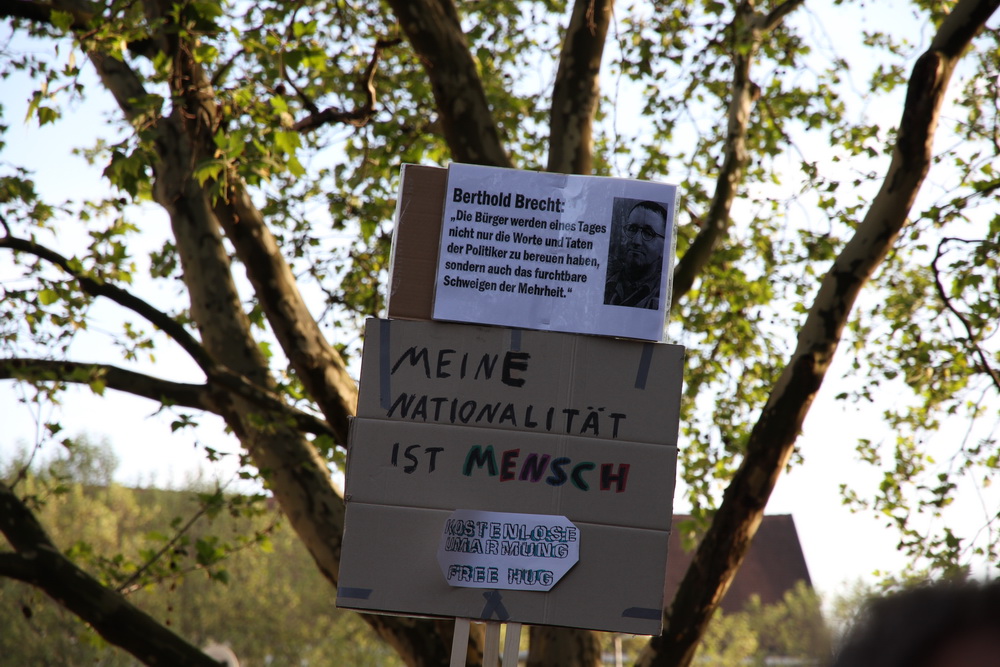 Berthold Brecht:
„Die Bürger werden eines Tages
nicht nur die Worte und Taten
der Politiker zu bereuen haben,
sondern auch das furchtbare
Schweigen der Mehrheit.“
MEINE
NATIONALITÄT
IST MENSCH
KOSTENLOSE
UMARMUNG
FREE HUG